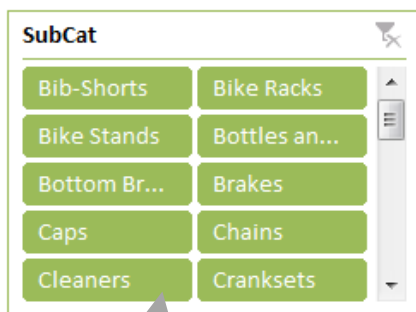 SubCat
Bib-Shorts Bike Racks
Bike Stands Bottles an...
Bottom Br... Brakes
Caps Chains
Cleaners Cranksets